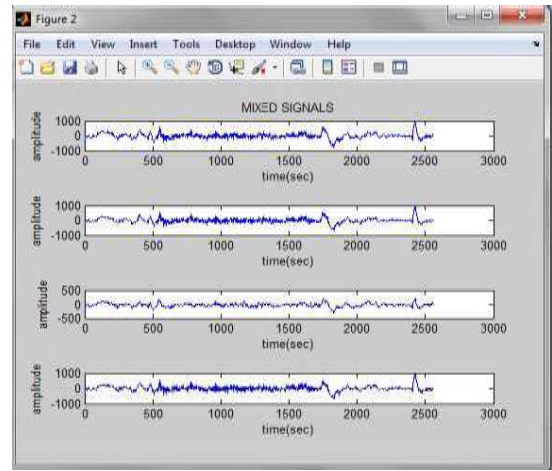 Figure 2
File Edit View Insert Tools Desktop Window Help
MIXED SIGNALS
amplitude
1000
0
-1000
0 500 1000 1500 2000 2500 3000
time(sec)
amplitude
1000
0
-1000
0 500 1000 1500 2000 2500 3000
time(sec)
amplitude
500
0
-500
0 500 1000 1500 2000 2500 3000
time(sec)
amplitude
1000
0
-1000
0 500 1000 1500 2000 2500 3000
time(sec)